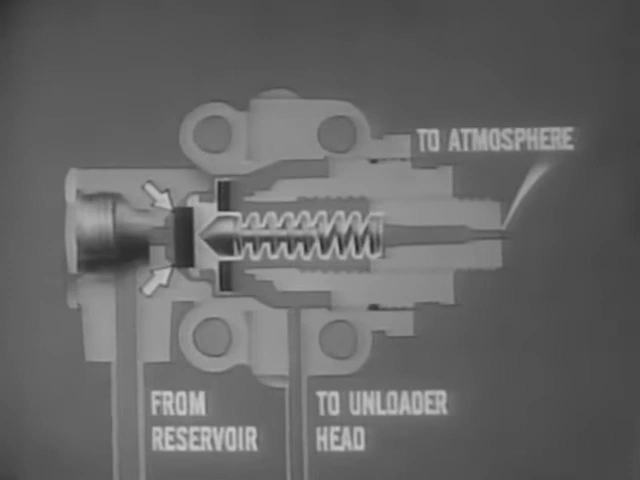 TO ATMOSPHERE
FROM
RESERVOIR
TO UNLOADER
HEAD